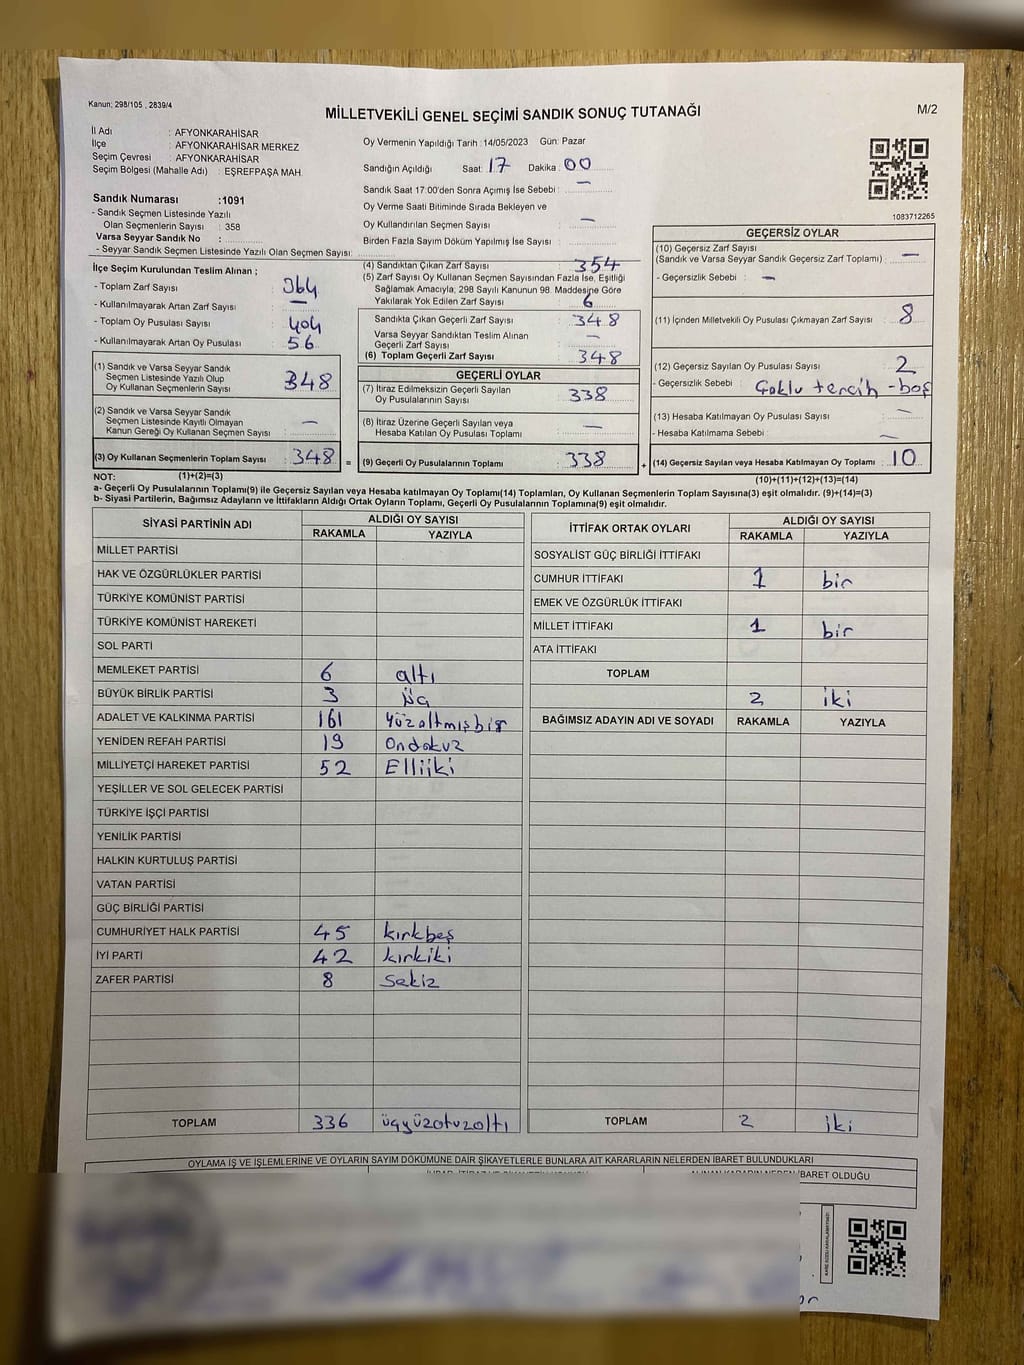 Kanun; 298/105 , 2839/4
MİLLETVEKİLİ GENEL SEÇİMİ SANDIK SONUÇ TUTANAĞI
M/2
İl Adı : AFYONKARAHİSAR
İlçe : AFYONKARAHİSAR MERKEZ
Seçim Çevresi : AFYONKARAHİSAR
Seçim Bölgesi (Mahalle Adı) : EŞREFPAŞA MAH.
Sandık Numarası :1091
- Sandık Seçmen Listesinde Yazılı
Olan Seçmenlerin Sayısı : 358
Varsa Seyyar Sandık No :
- Seyyar Sandık Seçmen Listesinde Yazılı Olan Seçmen Sayısı:
Oy Vermenin Yapıldığı Tarih : 14/05/2023 Gün: Pazar
Sandığın Açıldığı Saat: 17 Dakika : 00
Sandık Saat 17:00'den Sonra Açımış İse Sebebi : —
Oy Verme Saati Bitiminde Sırada Bekleyen ve
Oy Kullandırılan Seçmen Sayısı : —
Birden Fazla Sayım Döküm Yapılmış İse Sayısı :
1083712265
İlçe Seçim Kurulundan Teslim Alınan ;
- Toplam Zarf Sayısı : 364
- Kullanılmayarak Artan Zarf Sayısı : —
- Toplam Oy Pusulası Sayısı : 404
- Kullanılmayarak Artan Oy Pusulası : 56
(1) Sandık ve Varsa Seyyar Sandık
Seçmen Listesinde Yazılı Olup
Oy Kullanan Seçmenlerin Sayısı : 348
(2) Sandık ve Varsa Seyyar Sandık
Seçmen Listesinde Kayıtlı Olmayan
Kanun Gereği Oy Kullanan Seçmen Sayısı : —
(3) Oy Kullanan Seçmenlerin Toplam Sayısı : 348 =
(4) Sandıktan Çıkan Zarf Sayısı : 354
(5) Zarf Sayısı Oy Kullanan Seçmen Sayısından Fazla İse, Eşitliği
Sağlamak Amacıyla; 298 Sayılı Kanunun 98. Maddesine Göre
Yakılarak Yok Edilen Zarf Sayısı : 6
Sandıkta Çıkan Geçerli Zarf Sayısı : 348
Varsa Seyyar Sandıktan Teslim Alınan
Geçerli Zarf Sayısı : —
(6) Toplam Geçerli Zarf Sayısı : 348
GEÇERLİ OYLAR
(7) İtiraz Edilmeksizin Geçerli Sayılan
Oy Pusulalarının Sayısı : 338
(8) İtiraz Üzerine Geçerli Sayılan veya
Hesaba Katılan Oy Pusulası Toplamı : —
(9) Geçerli Oy Pusulalarının Toplamı : 338 +
GEÇERSİZ OYLAR
(10) Geçersiz Zarf Sayısı
(Sandık ve Varsa Seyyar Sandık Geçersiz Zarf Toplamı) : —
- Geçersizlik Sebebi : —
(11) İçinden Milletvekili Oy Pusulası Çıkmayan Zarf Sayısı : 8
(12) Geçersiz Sayılan Oy Pusulası Sayısı : 2
- Geçersizlik Sebebi : Çoklu tercih - boş
(13) Hesaba Katılmayan Oy Pusulası Sayısı : —
- Hesaba Katılmama Sebebi : —
(14) Geçersiz Sayılan veya Hesaba Katılmayan Oy Toplamı : 10
NOT: (1)+(2)=(3)
(10)+(11)+(12)+(13)=(14)
a- Geçerli Oy Pusulalarının Toplamı(9) ile Geçersiz Sayılan veya Hesaba katılmayan Oy Toplamı(14) Toplamları, Oy Kullanan Seçmenlerin Toplam Sayısına(3) eşit olmalıdır. (9)+(14)=(3)
b- Siyasi Partilerin, Bağımsız Adayların ve İttifakların Aldığı Ortak Oyların Toplamı, Geçerli Oy Pusulalarının Toplamına(9) eşit olmalıdır.
SİYASİ PARTİNİN ADI ALDIĞI OY SAYISI
RAKAMLA YAZIYLA
MİLLET PARTİSİ
HAK VE ÖZGÜRLÜKLER PARTİSİ
TÜRKİYE KOMÜNİST PARTİSİ
TÜRKİYE KOMÜNİST HAREKETİ
SOL PARTİ
MEMLEKET PARTİSİ 6 altı
BÜYÜK BİRLİK PARTİSİ 3 üç
ADALET VE KALKINMA PARTİSİ 161 yüzaltmışbir
YENİDEN REFAH PARTİSİ 19 Ondokuz
MİLLİYETÇİ HAREKET PARTİSİ 52 Elliiki
YEŞİLLER VE SOL GELECEK PARTİSİ
TÜRKİYE İŞÇİ PARTİSİ
YENİLİK PARTİSİ
HALKIN KURTULUŞ PARTİSİ
VATAN PARTİSİ
GÜÇ BİRLİĞİ PARTİSİ
CUMHURİYET HALK PARTİSİ 45 kırkbeş
İYİ PARTİ 42 kırkiki
ZAFER PARTİSİ 8 sekiz
TOPLAM 336 üçyüzotuzaltı
İTTİFAK ORTAK OYLARI ALDIĞI OY SAYISI
RAKAMLA YAZIYLA
SOSYALİST GÜÇ BİRLİĞİ İTTİFAKI
CUMHUR İTTİFAKI 1 bir
EMEK VE ÖZGÜRLÜK İTTİFAKI
MİLLET İTTİFAKI 1 bir
ATA İTTİFAKI
TOPLAM
2 iki
BAĞIMSIZ ADAYIN ADI VE SOYADI RAKAMLA YAZIYLA
TOPLAM 2 iki
OYLAMA İŞ VE İŞLEMLERİNE VE OYLARIN SAYIM DÖKÜMÜNE DAİR ŞİKAYETLERLE BUNLARA AİT KARARLARIN NELERDEN İBARET BULUNDUKLARI
ALINAN KARARIN NEDEN İBARET OLDUĞU